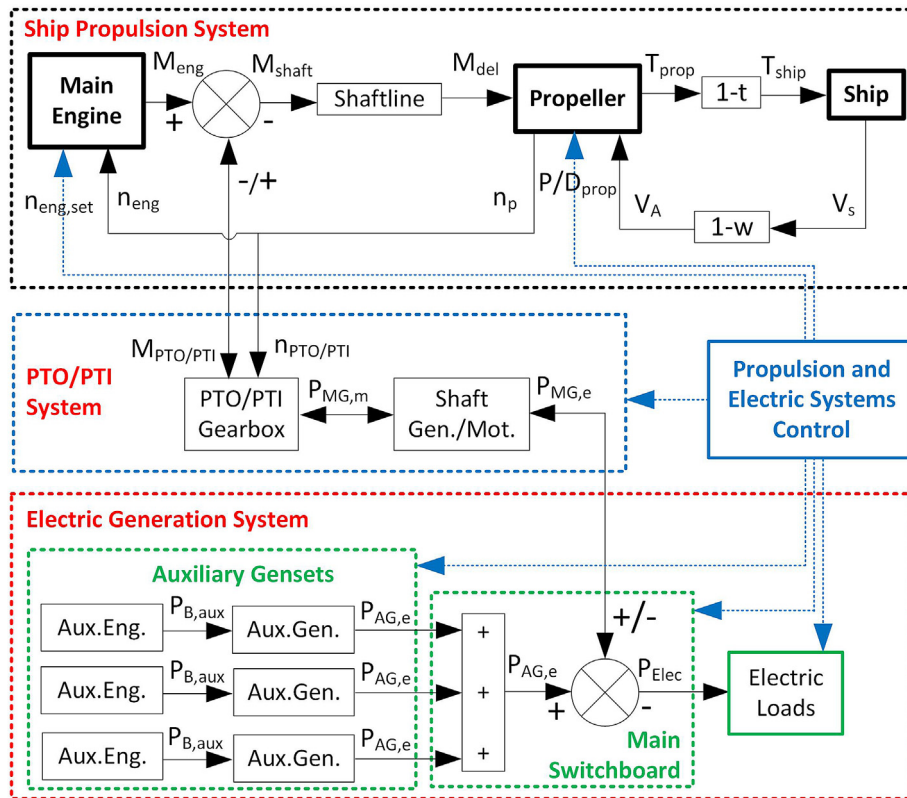 Ship Propulsion System
Main
Engine
M_eng
+
M_shaft
-
Shaftline
M_del
Propeller
T_prop
1-t
T_ship
Ship
n_eng,set
n_eng
-/+
n_p
P/D_prop
V_A
1-w
V_s
PTO/PTI
System
M_PTO/PTI
n_PTO/PTI
PTO/PTI
Gearbox
P_MG,m
Shaft
Gen./Mot.
P_MG,e
Propulsion and
Electric Systems
Control
Electric Generation System
Auxiliary Gensets
Aux.Eng.
P_B,aux
Aux.Gen.
P_AG,e
+
Aux.Eng.
P_B,aux
Aux.Gen.
P_AG,e
+
Aux.Eng.
P_B,aux
Aux.Gen.
P_AG,e
+
P_AG,e
+
+/-
P_Elec
-
Electric
Loads
Main
Switchboard